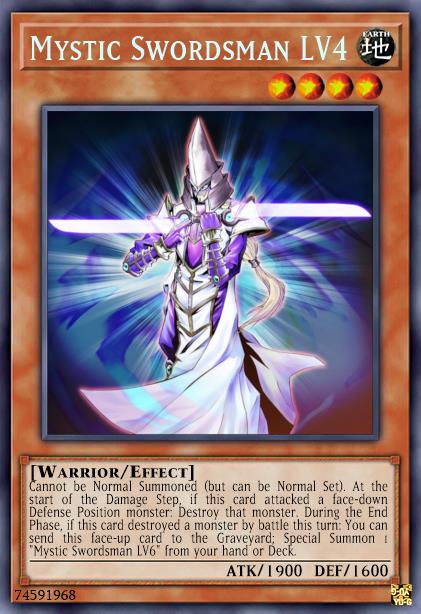 Mystic Swordsman LV4
EARTH
地
[Warrior/Effect]
Cannot be Normal Summoned (but can be Normal Set). At the
start of the Damage Step, if this card attacked a face-down
Defense Position monster: Destroy that monster. During the End
Phase, if this card destroyed a monster by battle this turn: You can
send this face-up card to the Graveyard; Special Summon 1
"Mystic Swordsman LV6" from your hand or Deck.
ATK/1900 DEF/1600
74591968